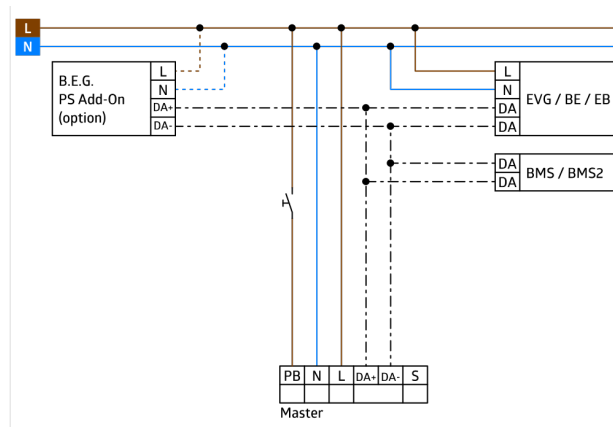 L
N
B.E.G.
PS Add-On
(option)
L
N
DA+
DA-
L
N
DA
DA
EVG / BE / EB
DA
DA
BMS / BMS2
PB N L DA+ DA- S
Master